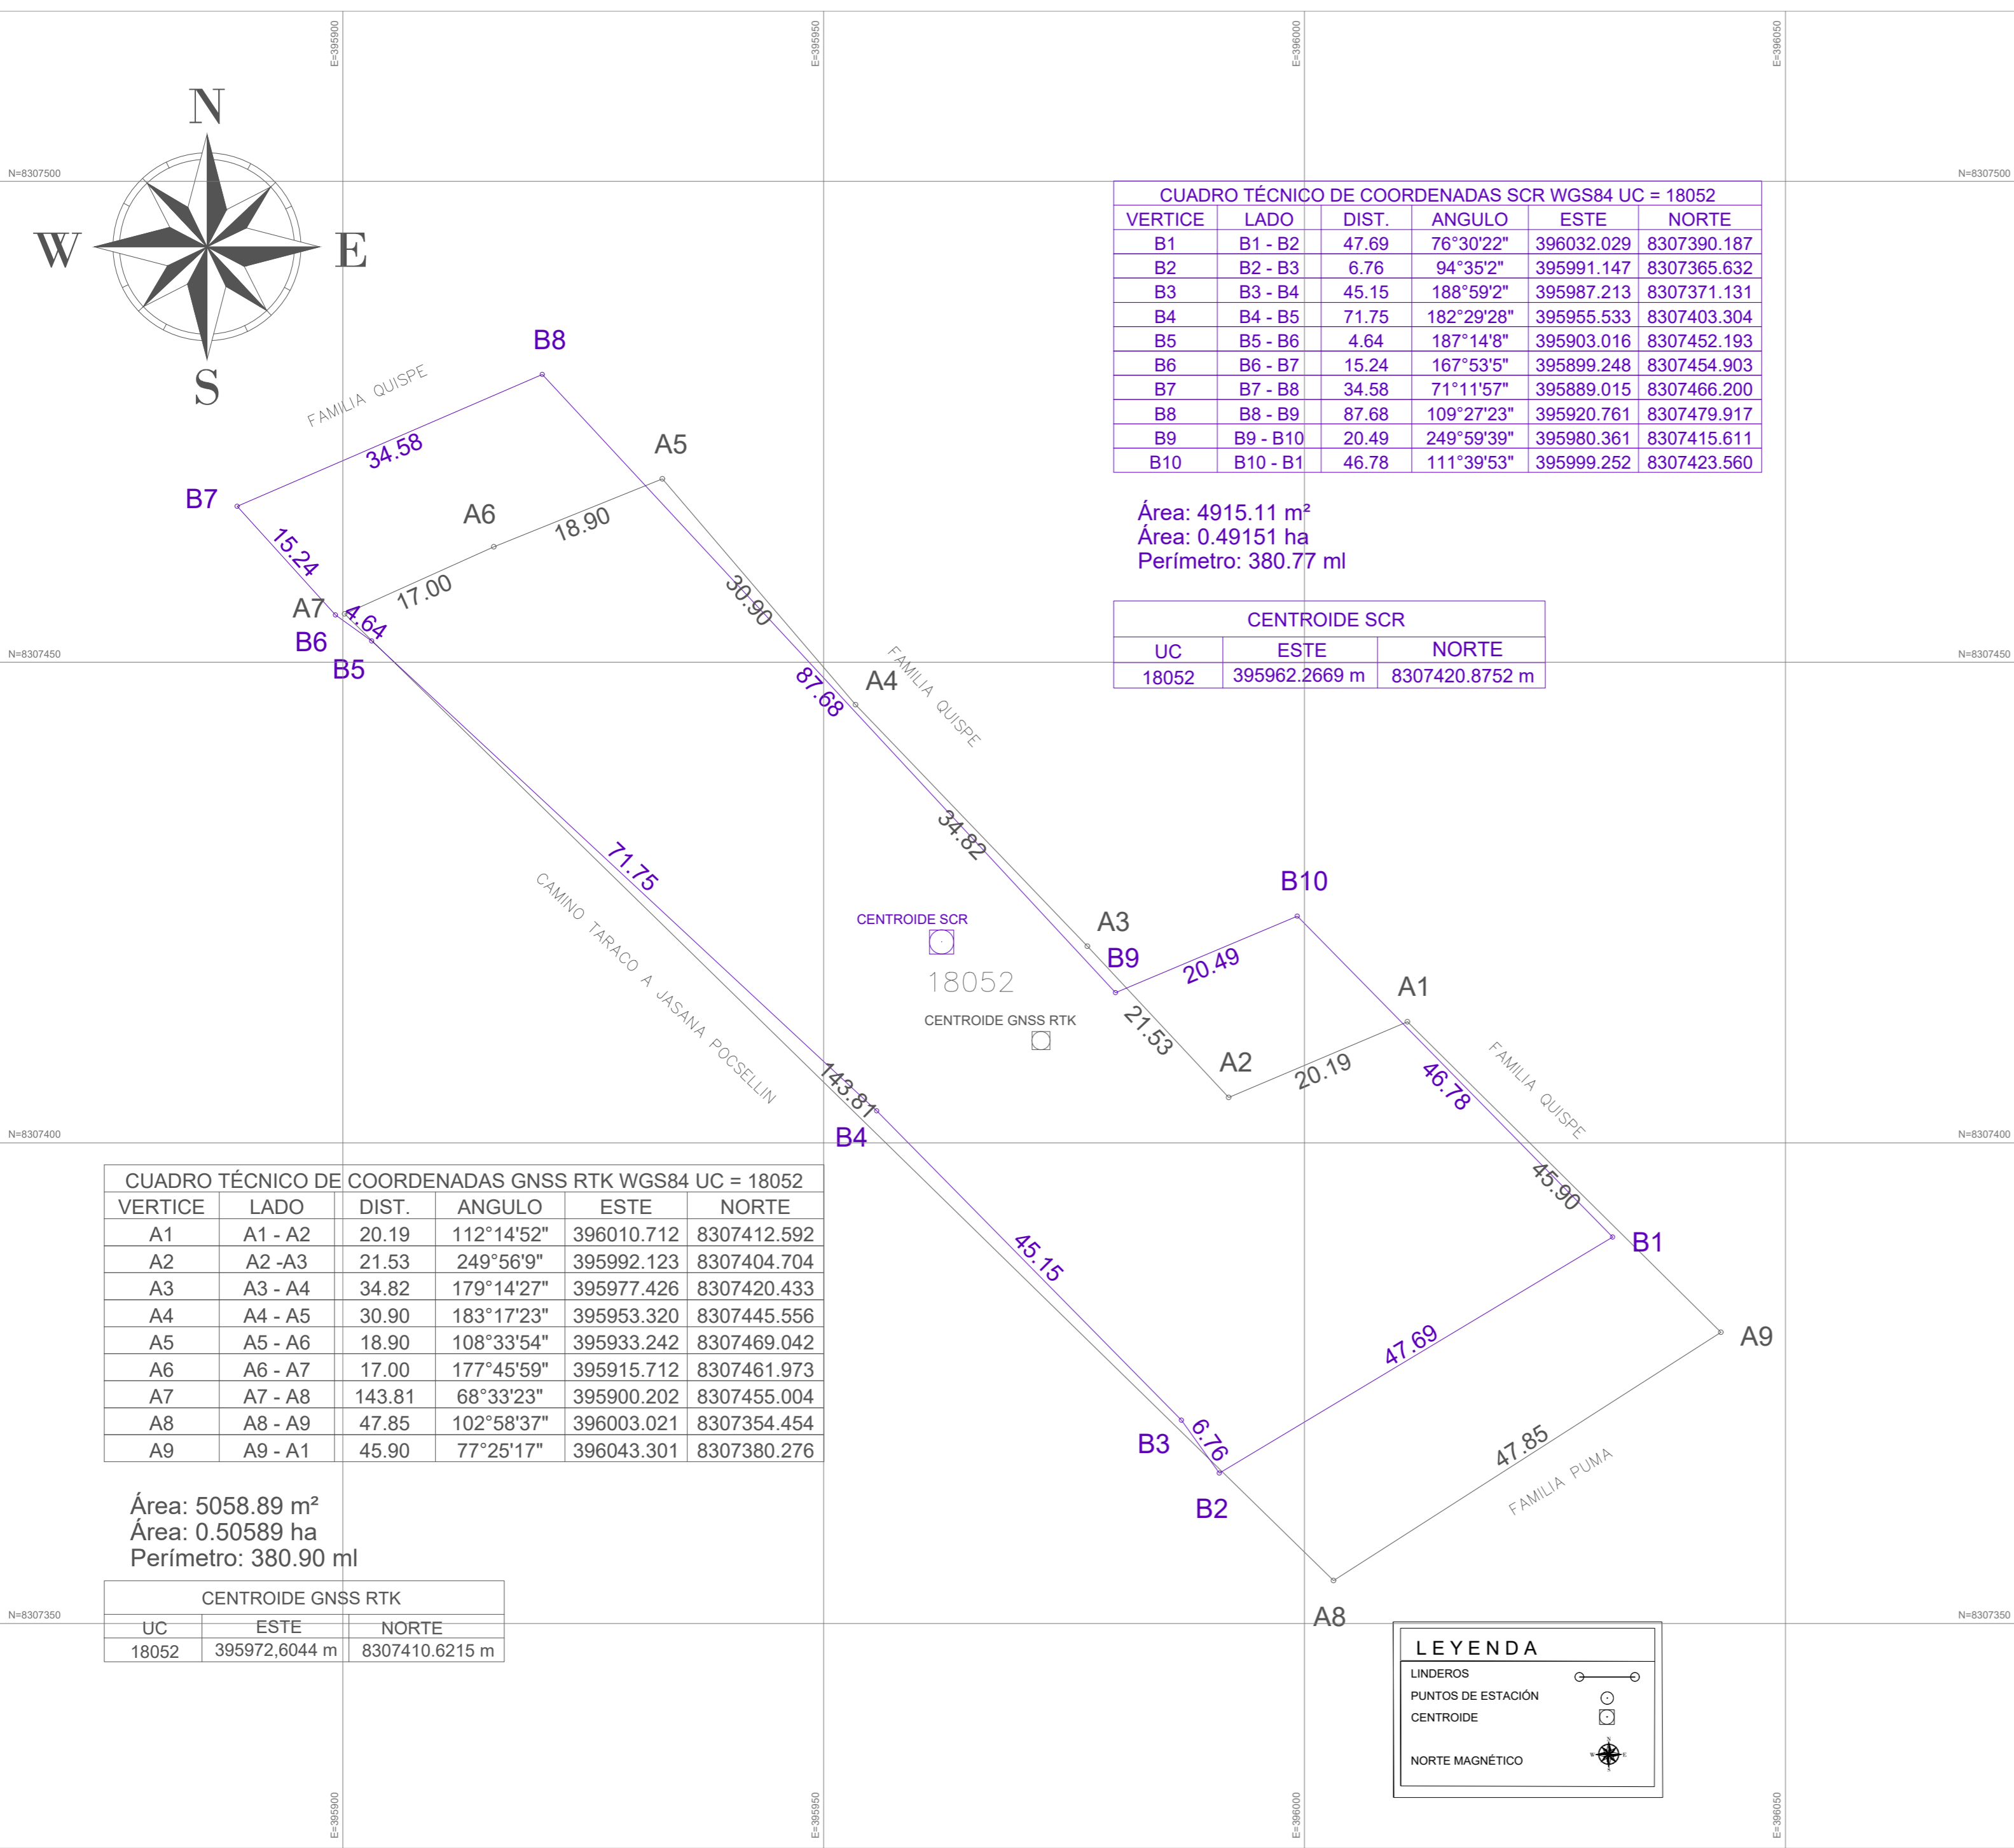 E=395900 E=395950 E=396000 E=396050
N
W E
S
N=8307500 N=8307500
CUADRO TÉCNICO DE COORDENADAS SCR WGS84 UC = 18052
VERTICE LADO DIST. ANGULO ESTE NORTE
B1 B1 - B2 47.69 76°30'22" 396032.029 8307390.187
B2 B2 - B3 6.76 94°35'2" 395991.147 8307365.632
B3 B3 - B4 45.15 188°59'2" 395987.213 8307371.131
B4 B4 - B5 71.75 182°29'28" 395955.533 8307403.304
B5 B5 - B6 4.64 187°14'8" 395903.016 8307452.193
B6 B6 - B7 15.24 167°53'5" 395899.248 8307454.903
B7 B7 - B8 34.58 71°11'57" 395889.015 8307466.200
B8 B8 - B9 87.68 109°27'23" 395920.761 8307479.917
B9 B9 - B10 20.49 249°59'39" 395980.361 8307415.611
B10 B10 - B1 46.78 111°39'53" 395999.252 8307423.560
Área: 4915.11 m²
Área: 0.49151 ha
Perímetro: 380.77 ml
CENTROIDE SCR
UC ESTE NORTE
18052 395962.2669 m 8307420.8752 m
B8
FAMILIA QUISPE
34.58
A5
B7
A6
18.90
15.24
17.00
30.90
A7
4.64
B6
B5
N=8307450 N=8307450
FAMILIA QUISPE
A4
87.68
34.82
71.75
CAMINO TARACO A JASANA POCSELLIN
B10
CENTROIDE SCR
A3
B9
20.49
18052
A1
CENTROIDE GNSS RTK
21.53
A2
20.19
46.78
FAMILIA QUISPE
143.81
B4
N=8307400 N=8307400
45.90
B1
45.15
A9
47.69
B3
6.76
47.85
B2
FAMILIA PUMA
A8
CUADRO TÉCNICO DE COORDENADAS GNSS RTK WGS84 UC = 18052
VERTICE LADO DIST. ANGULO ESTE NORTE
A1 A1 - A2 20.19 112°14'52" 396010.712 8307412.592
A2 A2 -A3 21.53 249°56'9" 395992.123 8307404.704
A3 A3 - A4 34.82 179°14'27" 395977.426 8307420.433
A4 A4 - A5 30.90 183°17'23" 395953.320 8307445.556
A5 A5 - A6 18.90 108°33'54" 395933.242 8307469.042
A6 A6 - A7 17.00 177°45'59" 395915.712 8307461.973
A7 A7 - A8 143.81 68°33'23" 395900.202 8307455.004
A8 A8 - A9 47.85 102°58'37" 396003.021 8307354.454
A9 A9 - A1 45.90 77°25'17" 396043.301 8307380.276
Área: 5058.89 m²
Área: 0.50589 ha
Perímetro: 380.90 ml
CENTROIDE GNSS RTK
UC ESTE NORTE
18052 395972,6044 m 8307410.6215 m
N=8307350 N=8307350
LEYENDA
LINDEROS
PUNTOS DE ESTACIÓN
CENTROIDE
NORTE MAGNÉTICO
N
W E
S
E=395900 E=395950 E=396000 E=396050